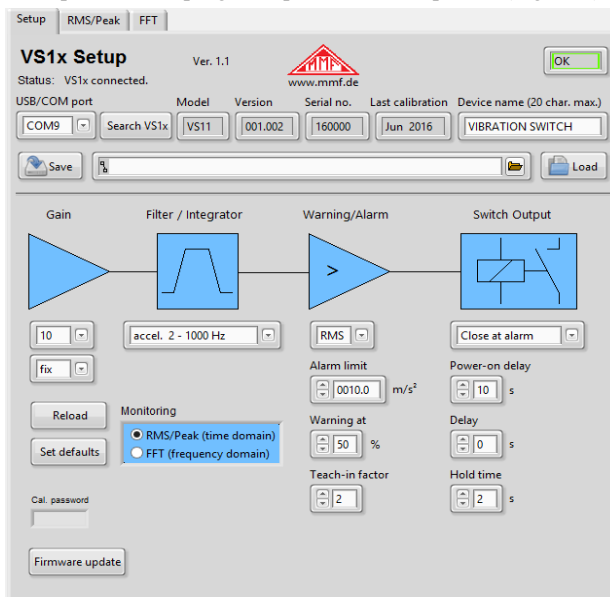 Setup RMS/Peak FFT
VS1x Setup Ver. 1.1 MMF OK
Status: VS1x connected. www.mmf.de
USB/COM port Model Version Serial no. Last calibration Device name (20 char. max.)
COM9 Search VS1x VS11 001.002 160000 Jun 2016 VIBRATION SWITCH
Save Load
Gain Filter / Integrator Warning/Alarm Switch Output
>
10 accel. 2 - 1000 Hz RMS Close at alarm
fix
Alarm limit Power-on delay
0010.0 m/s² 10 s
Reload Monitoring Warning at Delay
RMS/Peak (time domain)
Set defaults FFT (frequency domain) 50 % 0 s
Teach-in factor Hold time
Cal. password 2 2 s
Firmware update